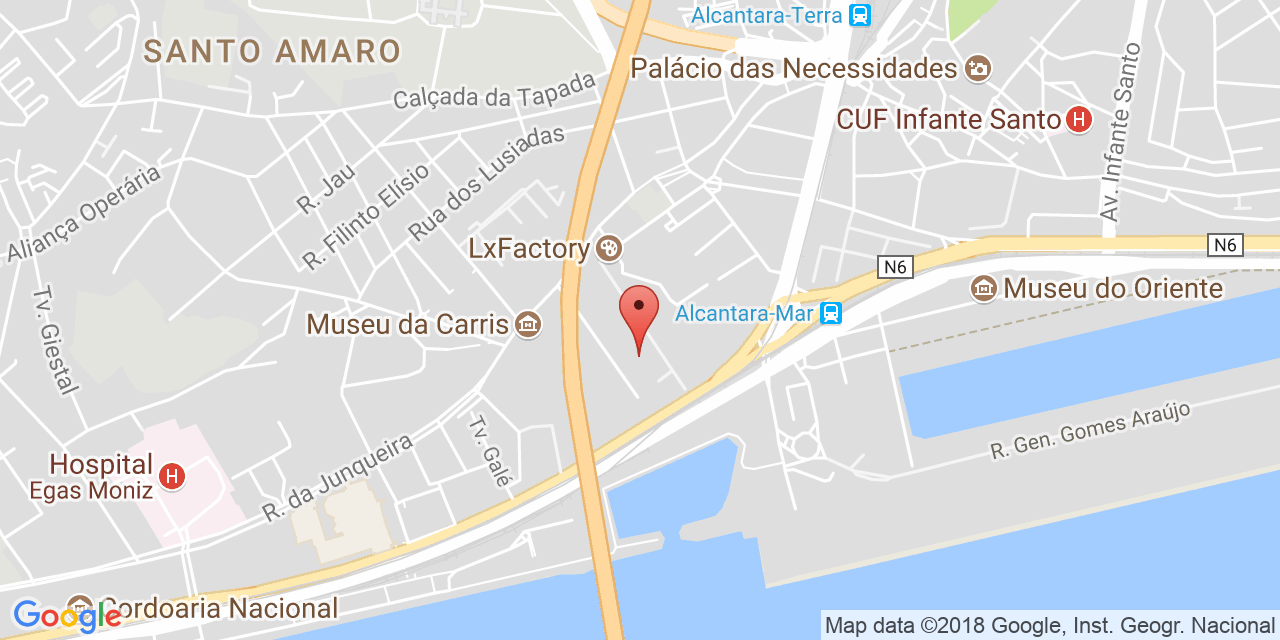 Alcantara-Terra
SANTO AMARO
Palácio das Necessidades
Calçada da Tapada
CUF Infante Santo
H
Av. Infante Santo
Rua dos Lusiadas
R. Jau
R. Filinto Elísio
Aliança Operária
LxFactory
N6
N6
Museu do Oriente
Tv. Giestal
Museu da Carris
Alcantara-Mar
R. Gen. Gomes Araújo
Tv. Galé
Hospital
Egas Moniz
H
R. da Junqueira
Cordoaria Nacional
Google
Map data ©2018 Google, Inst. Geogr. Nacional